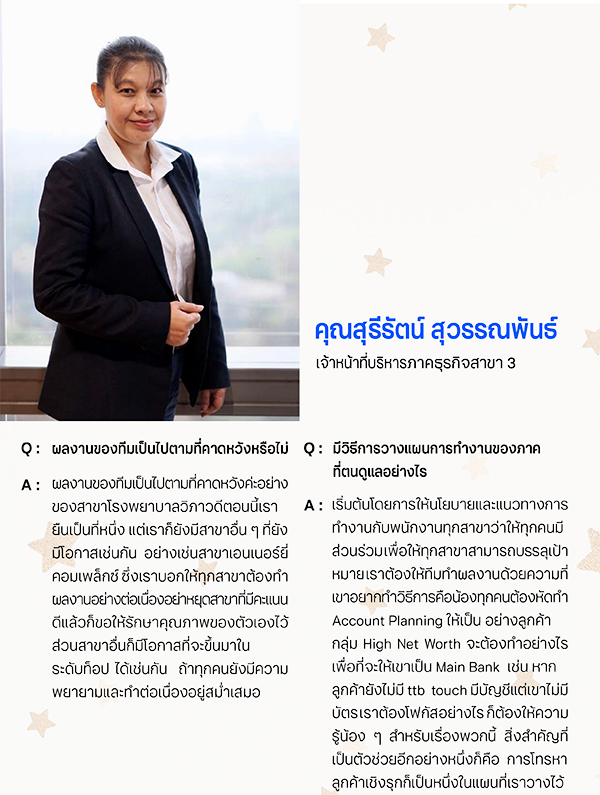 คุณสุรีรัตน์ สุวรรณพันธ์
เจ้าหน้าที่บริหารภาคธุรกิจสาขา 3
Q : ผลงานของทีมเป็นไปตามที่คาดหวังหรือไม่
A : ผลงานของทีมเป็นไปตามที่คาดหวังค่ะอย่าง
ของสาขาโรงพยาบาลวิภาวดีตอนนี้เรา
ยืนเป็นที่หนึ่ง แต่เราก็ยังมีสาขาอื่น ๆ ที่ยัง
มีโอกาสเช่นกัน อย่างเช่นสาขาเอนเนอร์ยี่
คอมเพล็กซ์ ซึ่งเราบอกให้ทุกสาขาต้องทำ
ผลงานอย่างต่อเนื่องอย่าหยุดสาขาที่มีคะแนน
ดีแล้วก็ขอให้รักษาคุณภาพของตัวเองไว้
ส่วนสาขาอื่นก็มีโอกาสที่จะขึ้นมาใน
ระดับท็อป ได้เช่นกัน ถ้าทุกคนยังมีความ
พยายามและทำต่อเนื่องอยู่สม่ำเสมอ
Q : มีวิธีการวางแผนการทำงานของภาค
ที่ตนดูแลอย่างไร
A : เริ่มต้นโดยการให้นโยบายและแนวทางการ
ทำงานกับพนักงานทุกสาขาว่าให้ทุกคนมี
ส่วนร่วมเพื่อให้ทุกสาขาสามารถบรรลุเป้า
หมายเราต้องให้ทีมทำผลงานด้วยความที่
เขาอยากทำวิธีการคือน้องทุกคนต้องหัดทำ
Account Planning ให้เป็น อย่างลูกค้า
กลุ่ม High Net Worth จะต้องทำอย่างไร
เพื่อที่จะให้เขาเป็น Main Bank เช่น หาก
ลูกค้ายังไม่มี ttb touch มีบัญชีแต่เขาไม่มี
บัตรเราต้องโฟกัสอย่างไร ก็ต้องให้ความ
รู้น้อง ๆ สำหรับเรื่องพวกนี้ สิ่งสำคัญที่
เป็นตัวช่วยอีกอย่างหนึ่งก็คือ การโทรหา
ลูกค้าเชิงรุกก็เป็นหนึ่งในแผนที่เราวางไว้